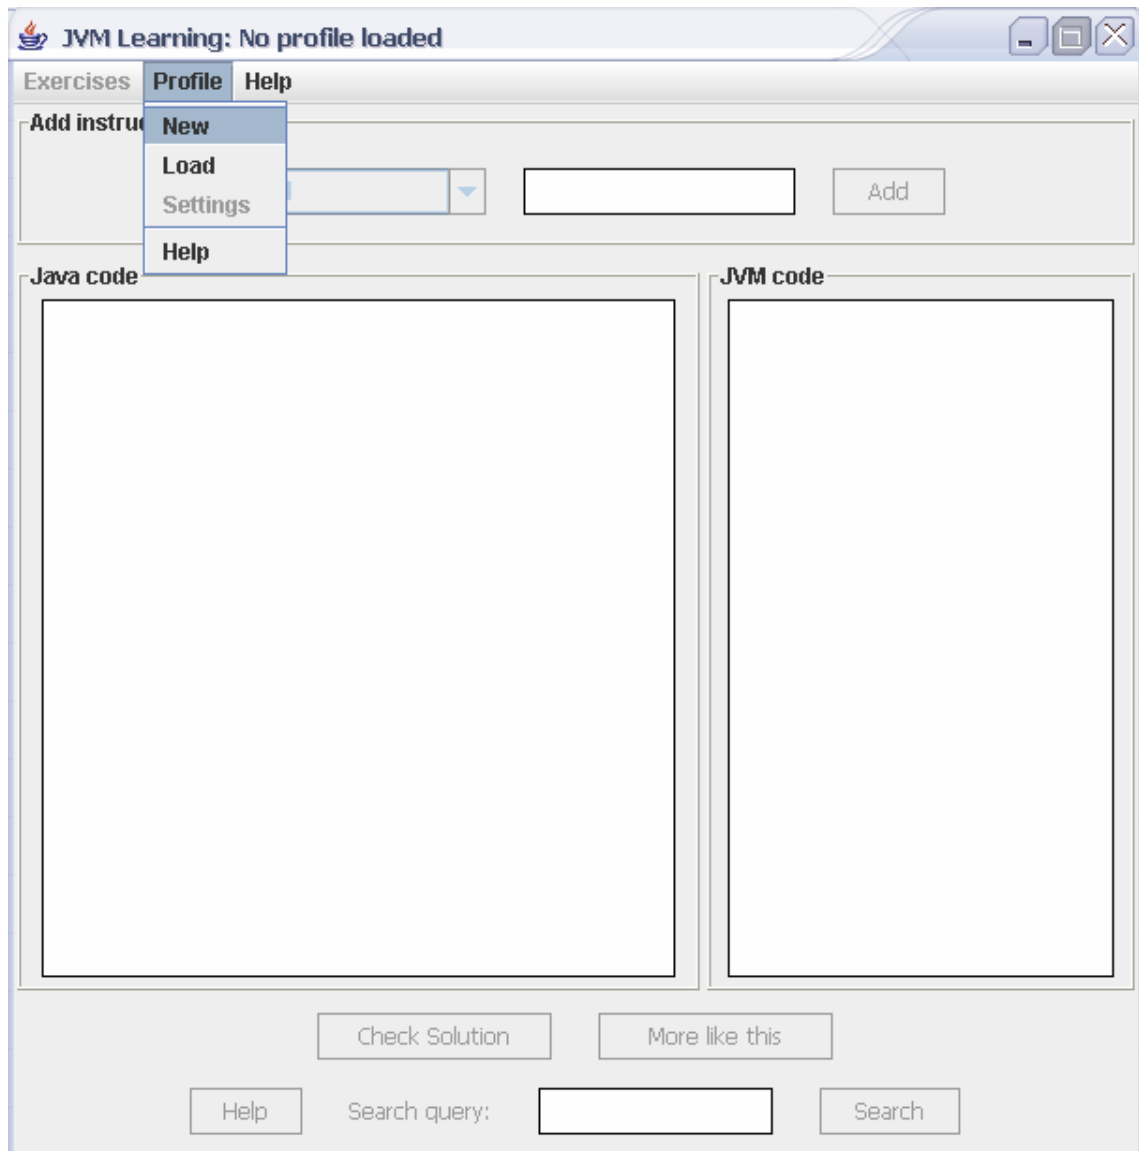 JVM Learning: No profile loaded
Exercises Profile Help
Add instru
New
Load
Settings
Help
Add
Java code
JVM code
Check Solution
More like this
Help
Search query:
Search